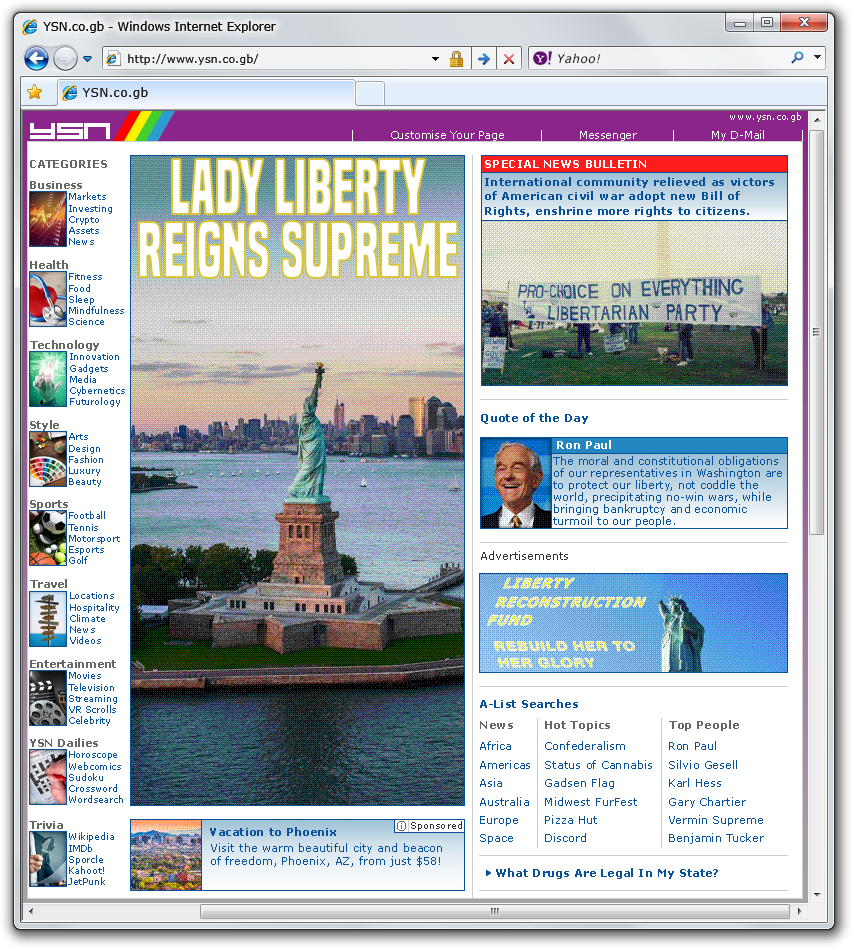 YSN.co.gb - Windows Internet Explorer
http://www.ysn.co.gb/
Yahoo!
YSN.co.gb
www.ysn.co.gb
YSN
Customise Your Page
Messenger
My D-Mail
CATEGORIES
Business
Markets
Investing
Crypto
Assets
News
Health
Fitness
Food
Sleep
Mindfulness
Science
Technology
Innovation
Gadgets
Media
Cybernetics
Futurology
Style
Arts
Design
Fashion
Luxury
Beauty
Sports
Football
Tennis
Motorsport
Esports
Golf
Travel
Locations
Hospitality
Climate
News
Videos
Entertainment
Movies
Television
Streaming
VR Scrolls
Celebrity
YSN Dailies
Horoscope
Webcomics
Sudoku
Crossword
Wordsearch
Trivia
Wikipedia
IMDb
Sporcle
Kahoot!
JetPunk
LADY LIBERTY
REIGNS SUPREME
Sponsored
Vacation to Phoenix
Visit the warm beautiful city and beacon
of freedom, Phoenix, AZ, from just $58!
SPECIAL NEWS BULLETIN
International community relieved as victors
of American civil war adopt new Bill of
Rights, enshrine more rights to citizens.
PRO-CHOICE ON EVERYTHING
LIBERTARIAN PARTY
Quote of the Day
Ron Paul
The moral and constitutional obligations
of our representatives in Washington are
to protect our liberty, not coddle the
world, precipitating no-win wars, while
bringing bankruptcy and economic
turmoil to our people.
Advertisements
LIBERTY
RECONSTRUCTION
FUND
REBUILD HER TO
HER GLORY
A-List Searches
News
Africa
Americas
Asia
Australia
Europe
Space
Hot Topics
Confederalism
Status of Cannabis
Gadsen Flag
Midwest FurFest
Pizza Hut
Discord
Top People
Ron Paul
Silvio Gesell
Karl Hess
Gary Chartier
Vermin Supreme
Benjamin Tucker
What Drugs Are Legal In My State?